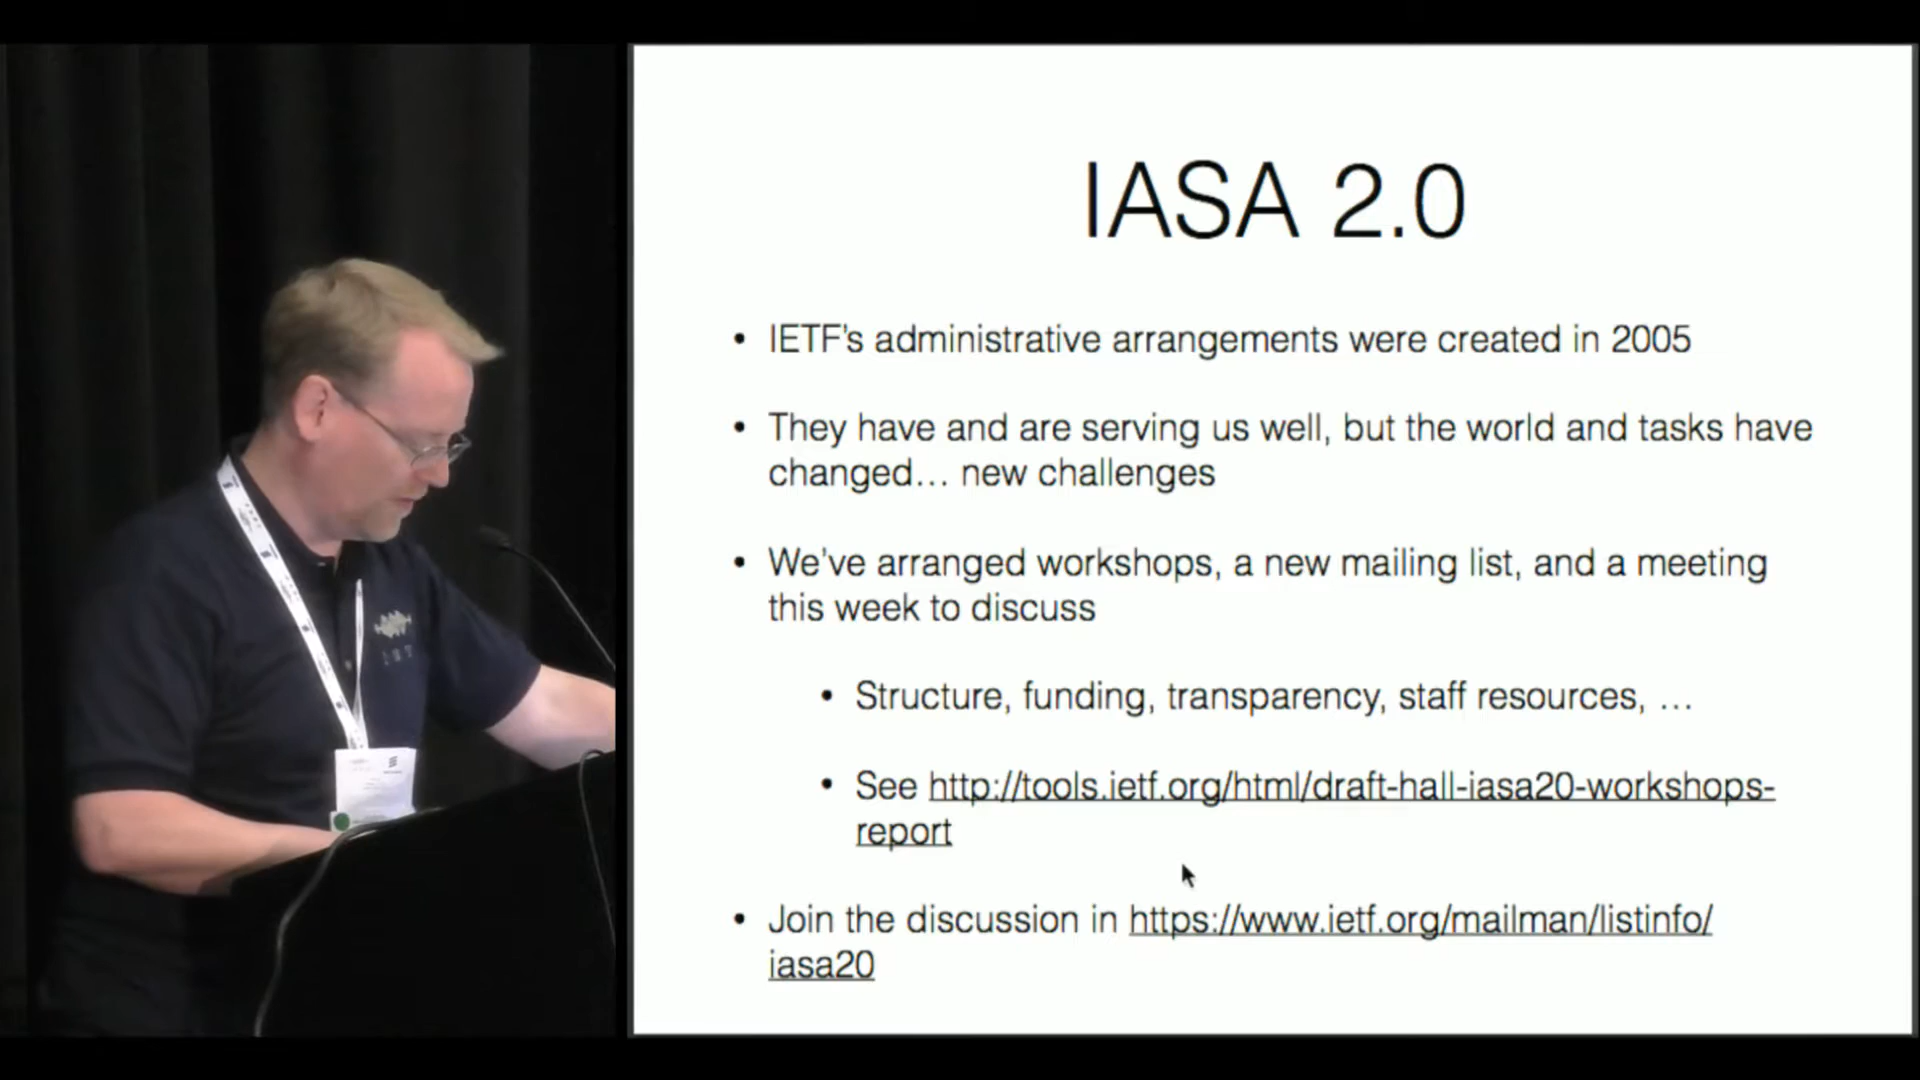 IASA 2.0
• IETF's administrative arrangements were created in 2005
• They have and are serving us well, but the world and tasks have
changed... new challenges
• We've arranged workshops, a new mailing list, and a meeting
this week to discuss
• Structure, funding, transparency, staff resources, ...
• See http://tools.ietf.org/html/draft-hall-iasa20-workshops-
report
• Join the discussion in https://www.ietf.org/mailman/listinfo/
iasa20